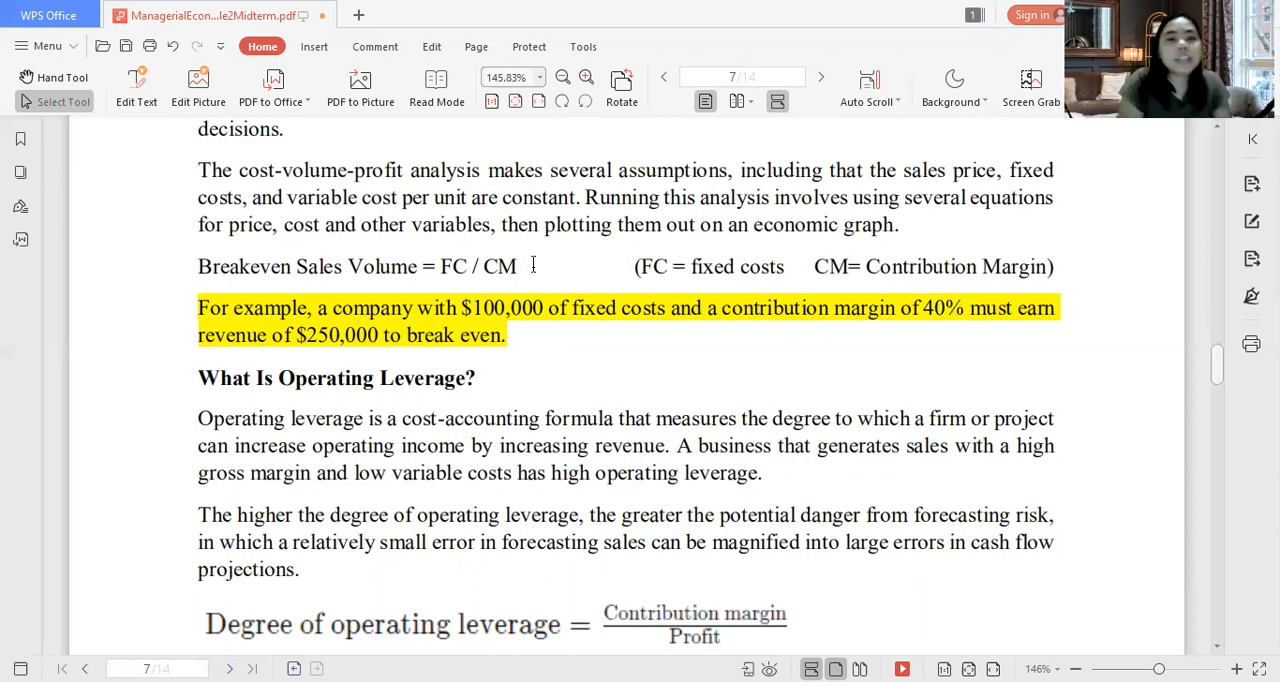 WPS Office
ManagerialEcon...le2Midterm.pdf
1
Sign in
Menu
Home
Insert
Comment
Edit
Page
Protect
Tools
Hand Tool
Select Tool
Edit Text
Edit Picture
PDF to Office
PDF to Picture
Read Mode
145.83%
Rotate
7/14
Auto Scroll
Background
Screen Grab
decisions.
The cost-volume-profit analysis makes several assumptions, including that the sales price, fixed
costs, and variable cost per unit are constant. Running this analysis involves using several equations
for price, cost and other variables, then plotting them out on an economic graph.
Breakeven Sales Volume = FC / CM (FC = fixed costs CM= Contribution Margin)
For example, a company with $100,000 of fixed costs and a contribution margin of 40% must earn
revenue of $250,000 to break even.
What Is Operating Leverage?
Operating leverage is a cost-accounting formula that measures the degree to which a firm or project
can increase operating income by increasing revenue. A business that generates sales with a high
gross margin and low variable costs has high operating leverage.
The higher the degree of operating leverage, the greater the potential danger from forecasting risk,
in which a relatively small error in forecasting sales can be magnified into large errors in cash flow
projections.
Degree of operating leverage = Contribution margin
Profit
7/14
146%